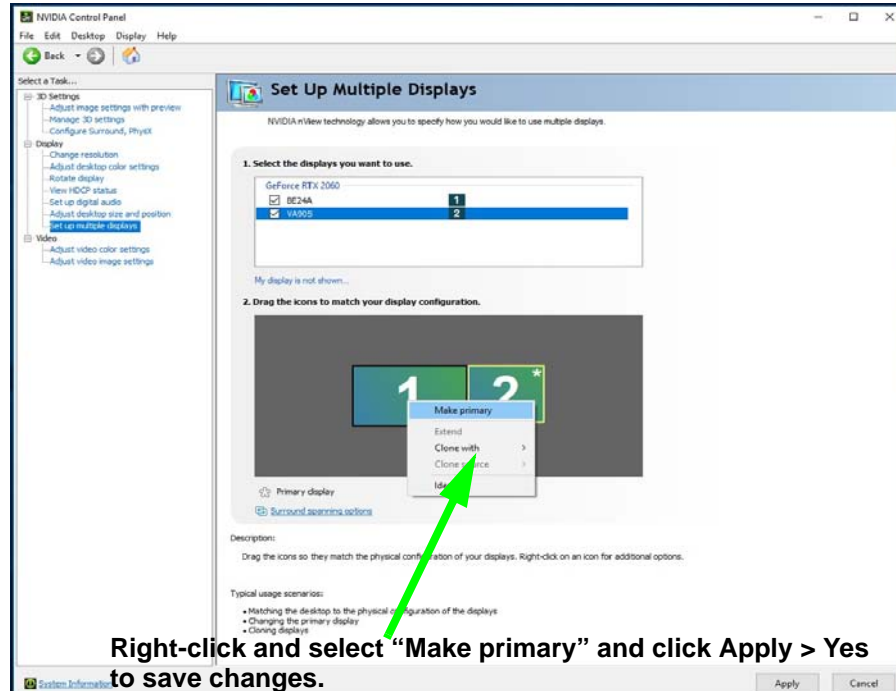 NVIDIA Control Panel
File Edit Desktop Display Help
Back
Select a Task...
3D Settings
Adjust image settings with preview
Manage 3D settings
Configure Surround, PhysX
Display
Change resolution
Adjust desktop color settings
Rotate display
View HDCP status
Set up digital audio
Adjust desktop size and position
Set up multiple displays
Video
Adjust video color settings
Adjust video image settings
Set Up Multiple Displays
NVIDIA nView technology allows you to specify how you would like to use multiple displays.
1. Select the displays you want to use.
GeForce RTX 2060
BE24A 1
VA905 2
My display is not shown...
2. Drag the icons to match your display configuration.
1 2 *
Make primary
Extend
Clone with >
Clone source >
Primary display
Surround spanning options
Description:
Drag the icons so they match the physical configuration of your displays. Right-click on an icon for additional options.
Typical usage scenarios:
• Matching the desktop to the physical configuration of the displays
• Changing the primary display
• Cloning displays
Right-click and select “Make primary” and click Apply > Yes
to save changes.
System Information
Apply Cancel